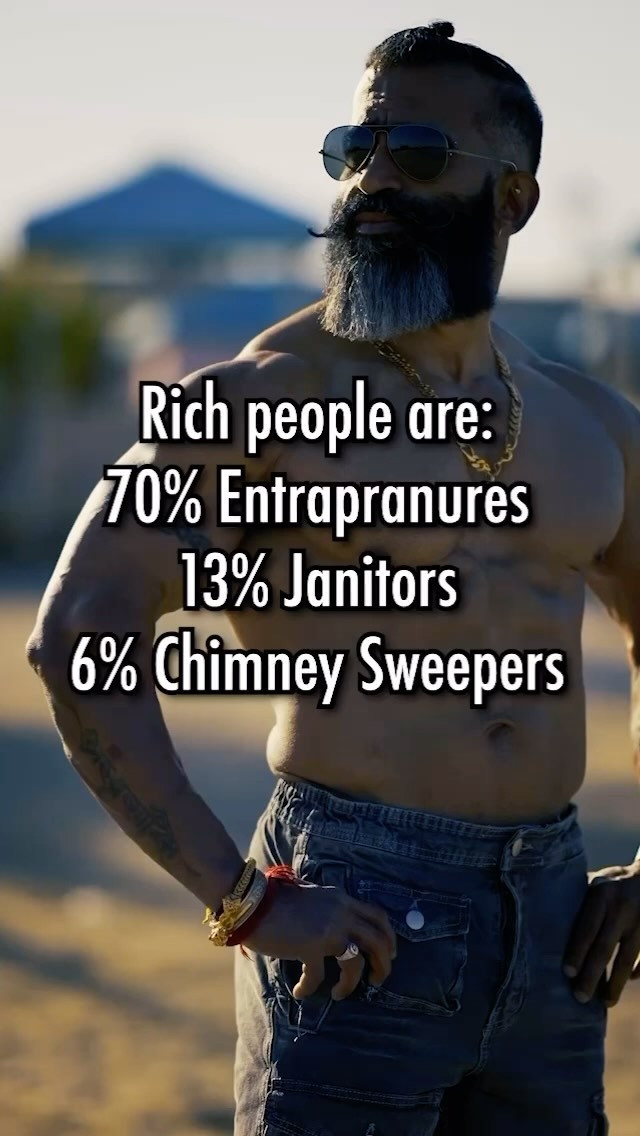 Rich people are:
70% Entrapranures
13% Janitors
6% Chimney Sweepers